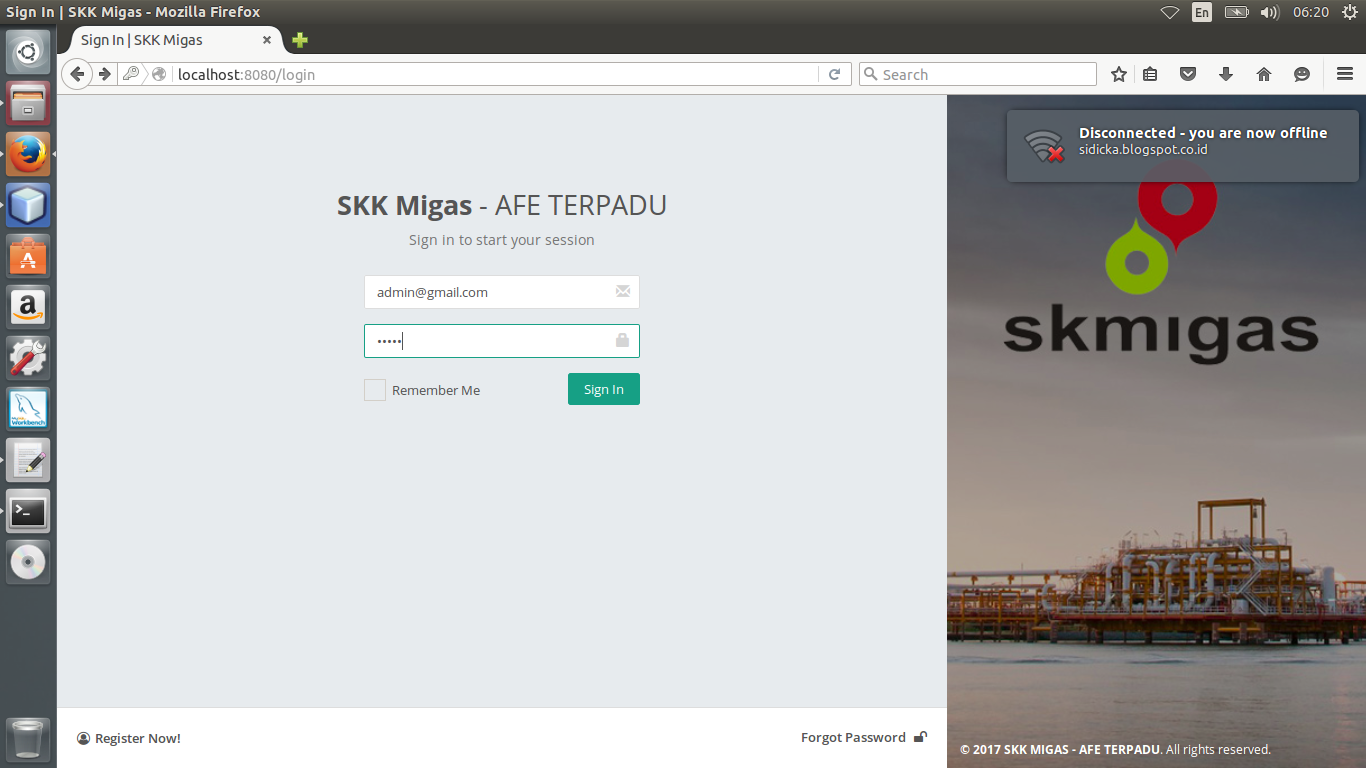 Sign In | SKK Migas - Mozilla Firefox
En
06:20
Sign In | SKK Migas
localhost:8080/login
Search
Disconnected - you are now offline
sidicka.blogspot.co.id
SKK Migas - AFE TERPADU
Sign in to start your session
admin@gmail.com
•••••
Remember Me
Sign In
skmigas
Workbench
Register Now!
Forgot Password
© 2017 SKK MIGAS - AFE TERPADU. All rights reserved.